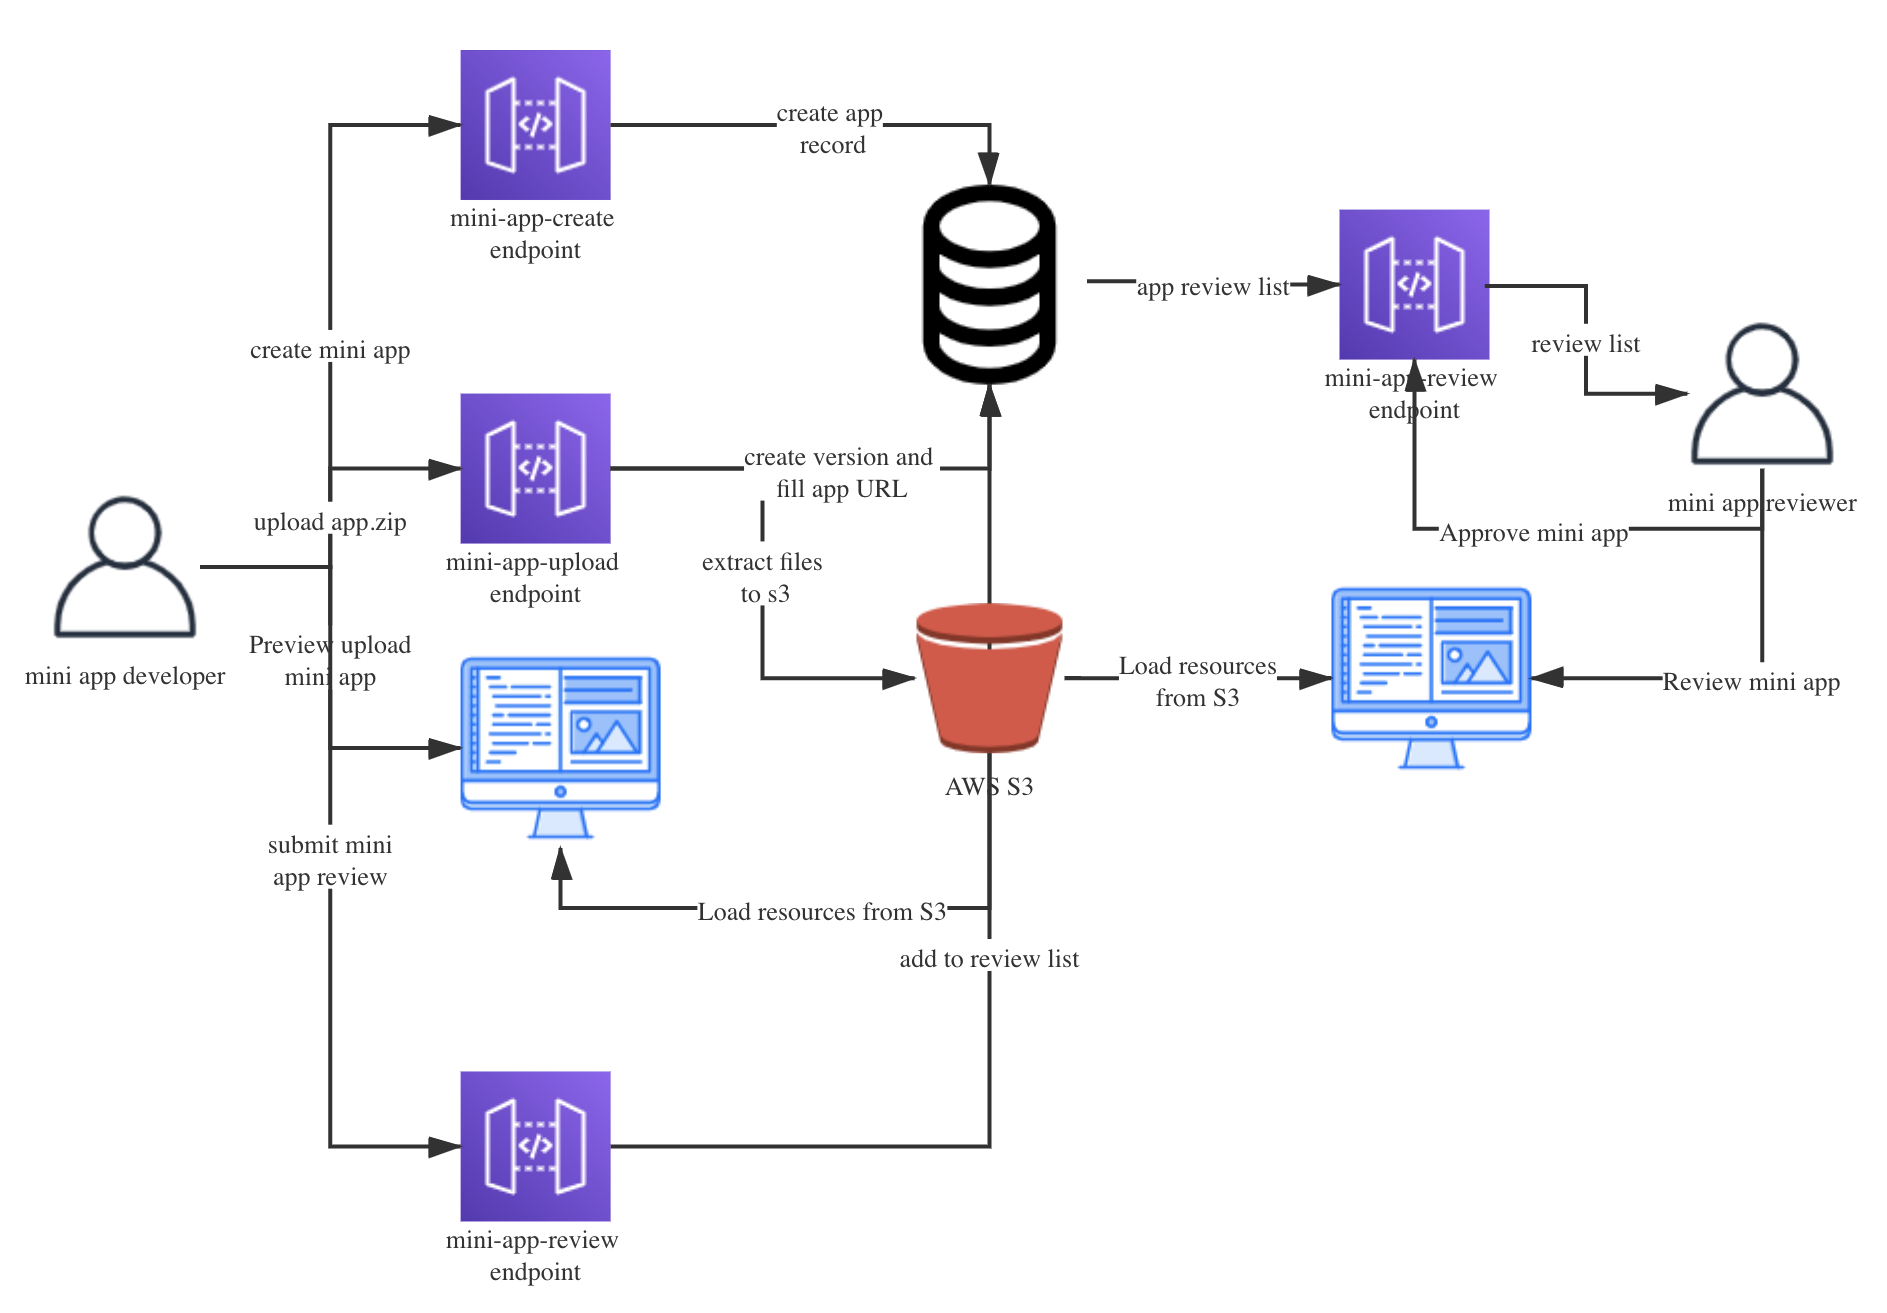 create app
record
mini-app-create
endpoint
create mini app
app review list
mini-app-review
endpoint
review list
mini app reviewer
Approve mini app
create version and
fill app URL
upload app.zip
mini-app-upload
endpoint
extract files
to s3
Preview upload
mini app
mini app developer
Load resources
from S3
Review mini app
AWS S3
submit mini
app review
Load resources from S3
add to review list
mini-app-review
endpoint